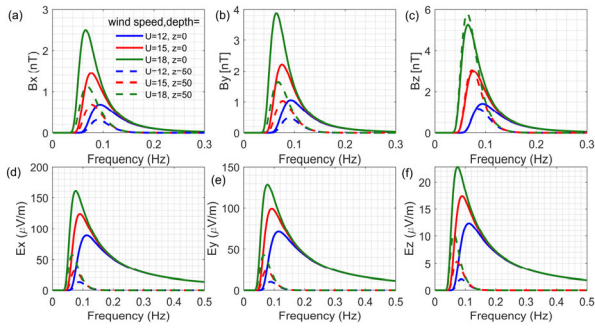 (a)
wind speed,depth=
U=12, z=0
U=15, z=0
U=18, z=0
U=12, z=50
U=15, z=50
U=18, z=50
Bx (nT)
3
2
1
0
0 0.1 0.2 0.3
Frequency (Hz)
(b)
By [nT]
4
3
2
1
0
0 0.1 0.2 0.3
Frequency (Hz)
(c)
Bz [nT]
6
4
2
0
0 0.1 0.2 0.3
Frequency (Hz)
(d)
Ex (μV/m)
200
150
100
50
0
0 0.1 0.2 0.3 0.4 0.5
Frequency (Hz)
(e)
Ey (μV/m)
150
100
50
0
0 0.1 0.2 0.3 0.4 0.5
Frequency (Hz)
(f)
Ez (μV/m)
20
15
10
5
0
0 0.1 0.2 0.3 0.4 0.5
Frequency (Hz)